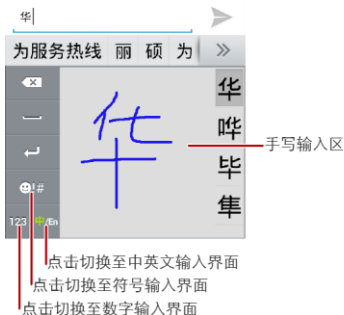 华
为服务热线 丽 硕 为
华
哗
毕
隼
华
手写输入区
!#
123 中/En
点击切换至中英文输入界面
点击切换至符号输入界面
点击切换至数字输入界面